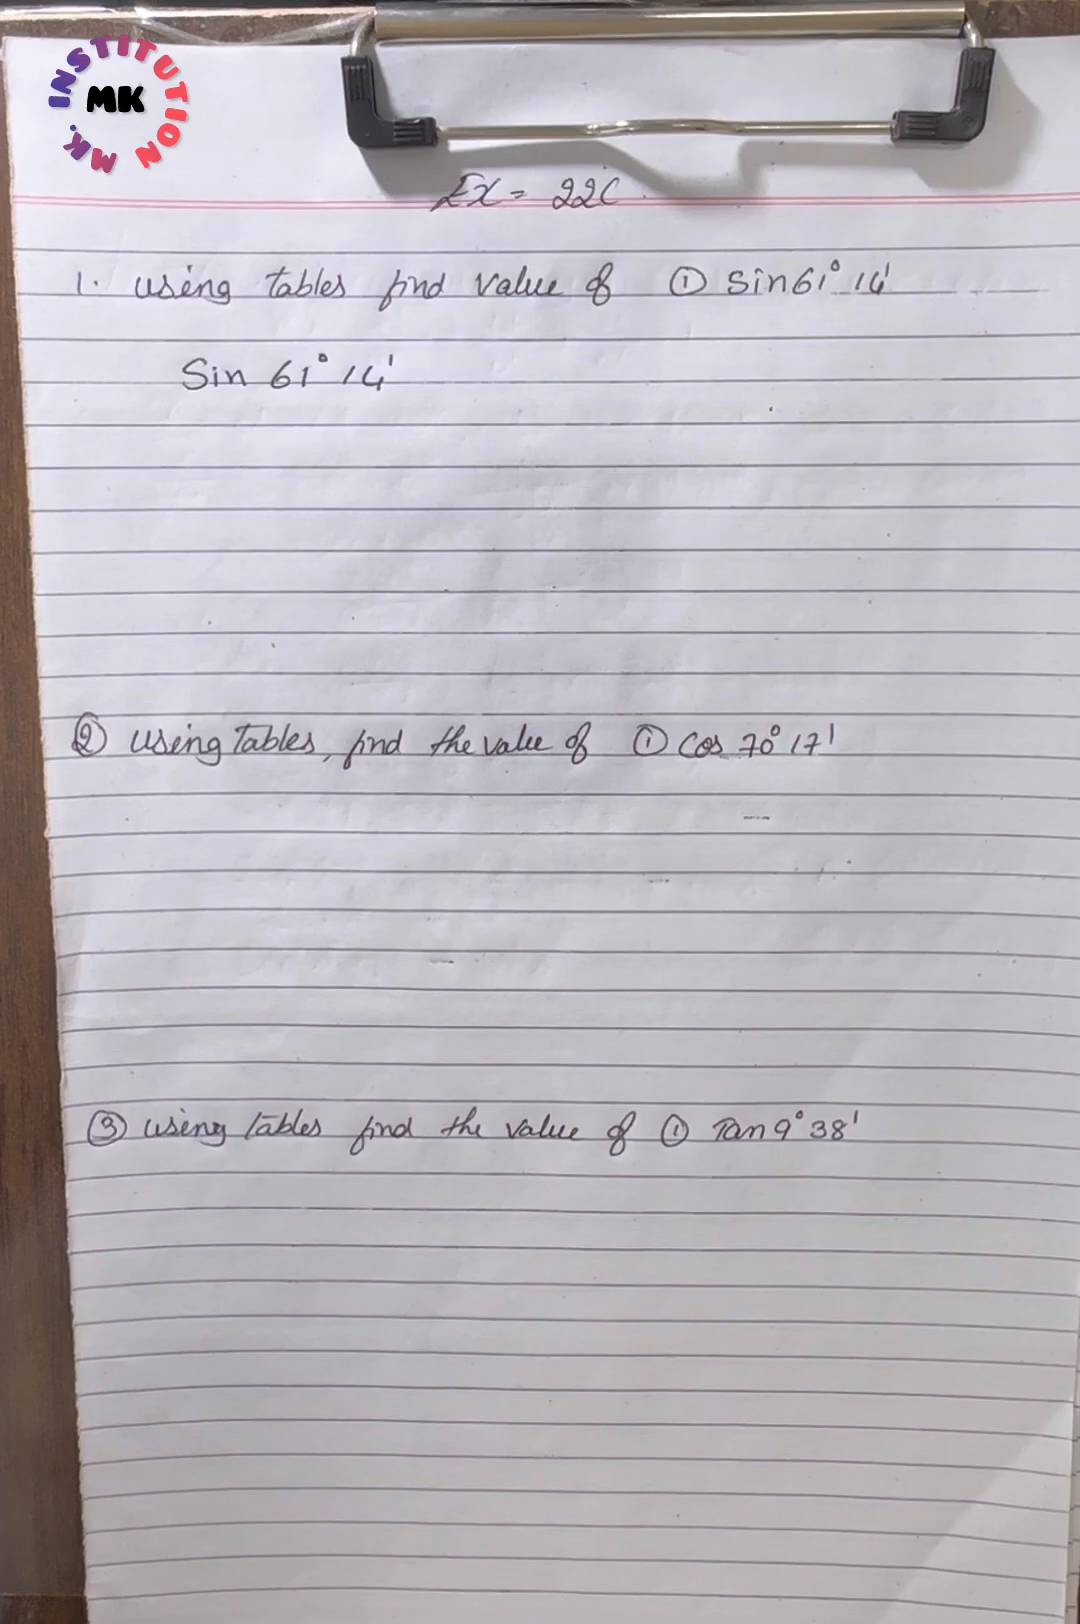 MK. INSTITUTION
MK
Ex = 22C
1. using tables find value of ① Sin 61° 14'
Sin 61° 14'
② using Tables, find the value of ① Cos 70° 17'
③ using tables find the value of ① Tan 9° 38'